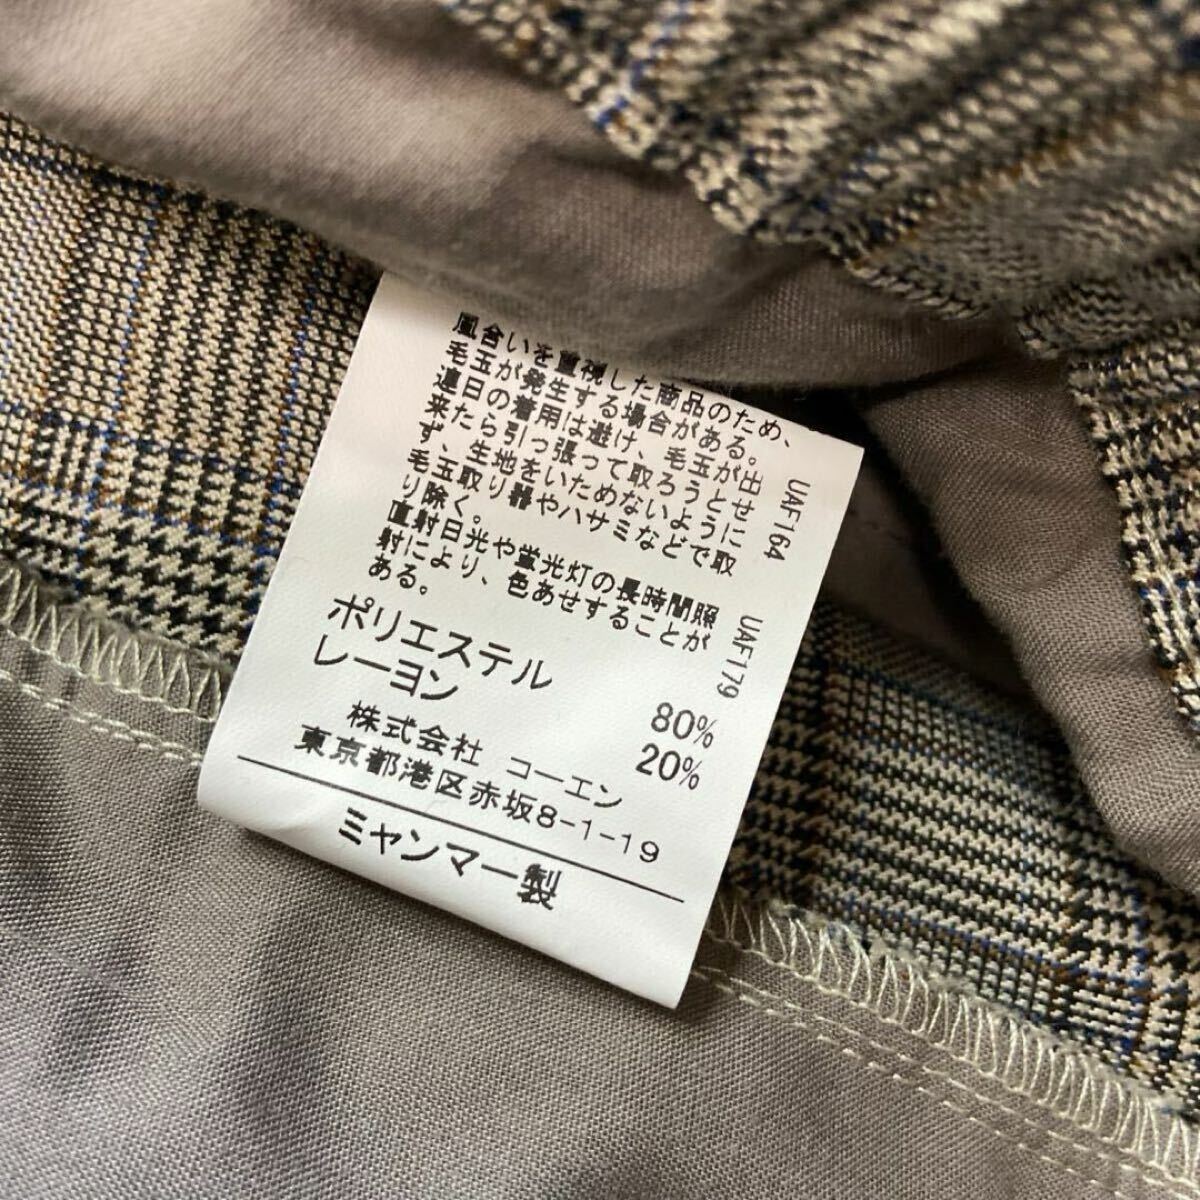 風合いを重視した商品のため、
毛玉が発生する場合がある。
連日の着用は避け、毛玉が出
来たら引っ張って取ろうとせ
ず、生地をいためないように
毛玉取り器やハサミなどで取
り除く。
直射日光や蛍光灯の長時間照
射により、色あせすることが
ある。
UAF164
UAF179
ポリエステル 80%
レーヨン 20%
株式会社 コーエン
東京都港区赤坂8-1-19
ミャンマー製